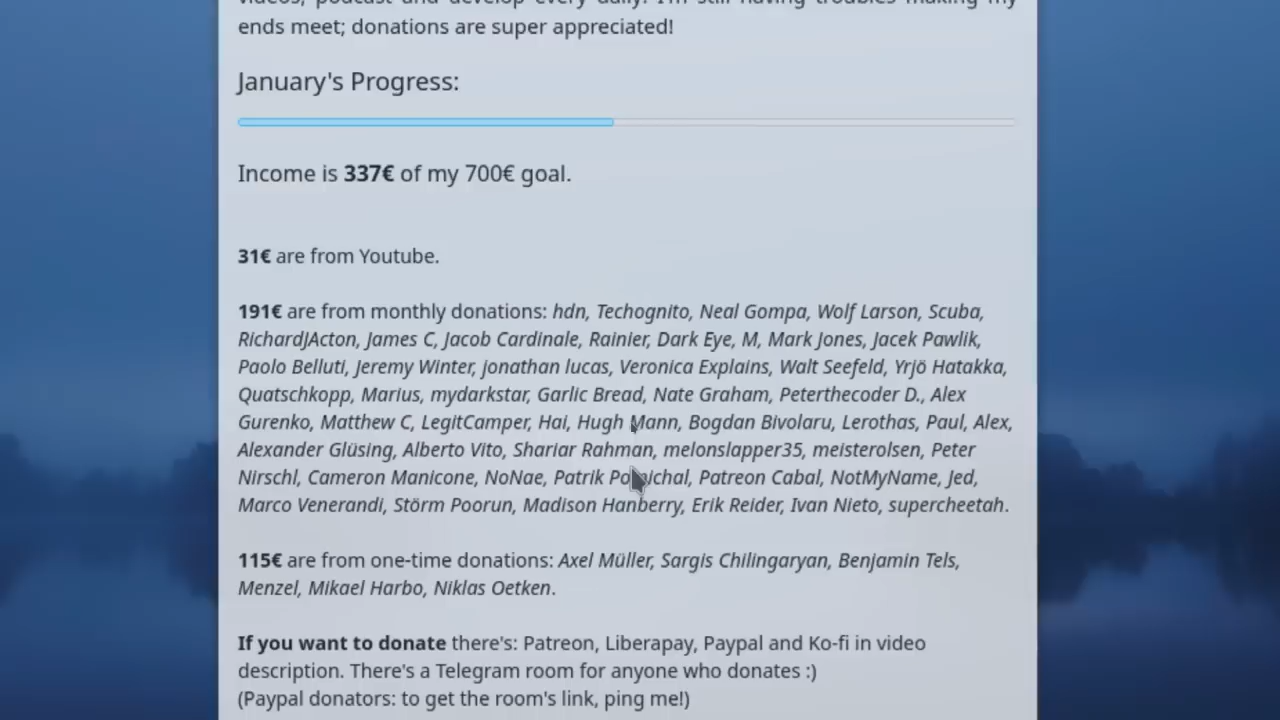 videos, podcast and develop every daily! I'm still having troubles making my
ends meet; donations are super appreciated!
January's Progress:
Income is 337€ of my 700€ goal.
31€ are from Youtube.
191€ are from monthly donations: hdn, Techognito, Neal Gompa, Wolf Larson, Scuba,
RichardJActon, James C, Jacob Cardinale, Rainier, Dark Eye, M, Mark Jones, Jacek Pawlik,
Paolo Belluti, Jeremy Winter, jonathan lucas, Veronica Explains, Walt Seefeld, Yrjö Hatakka,
Quatschkopp, Marius, mydarkstar, Garlic Bread, Nate Graham, Peterthecoder D., Alex
Gurenko, Matthew C, LegitCamper, Hai, Hugh Mann, Bogdan Bivolaru, Lerothas, Paul, Alex,
Alexander Glüsing, Alberto Vito, Shariar Rahman, melonslapper35, meisterolsen, Peter
Nirschl, Cameron Manicone, NoNae, Patrik Patreon Cabal, NotMyName, Jed,
Marco Venerandi, Störm Poorun, Madison Hanberry, Erik Reider, Ivan Nieto, supercheetah.
115€ are from one-time donations: Axel Müller, Sargis Chilingaryan, Benjamin Tels,
Menzel, Mikael Harbo, Niklas Oetken.
If you want to donate there's: Patreon, Liberapay, Paypal and Ko-fi in video
description. There's a Telegram room for anyone who donates :)
(Paypal donators: to get the room's link, ping me!)